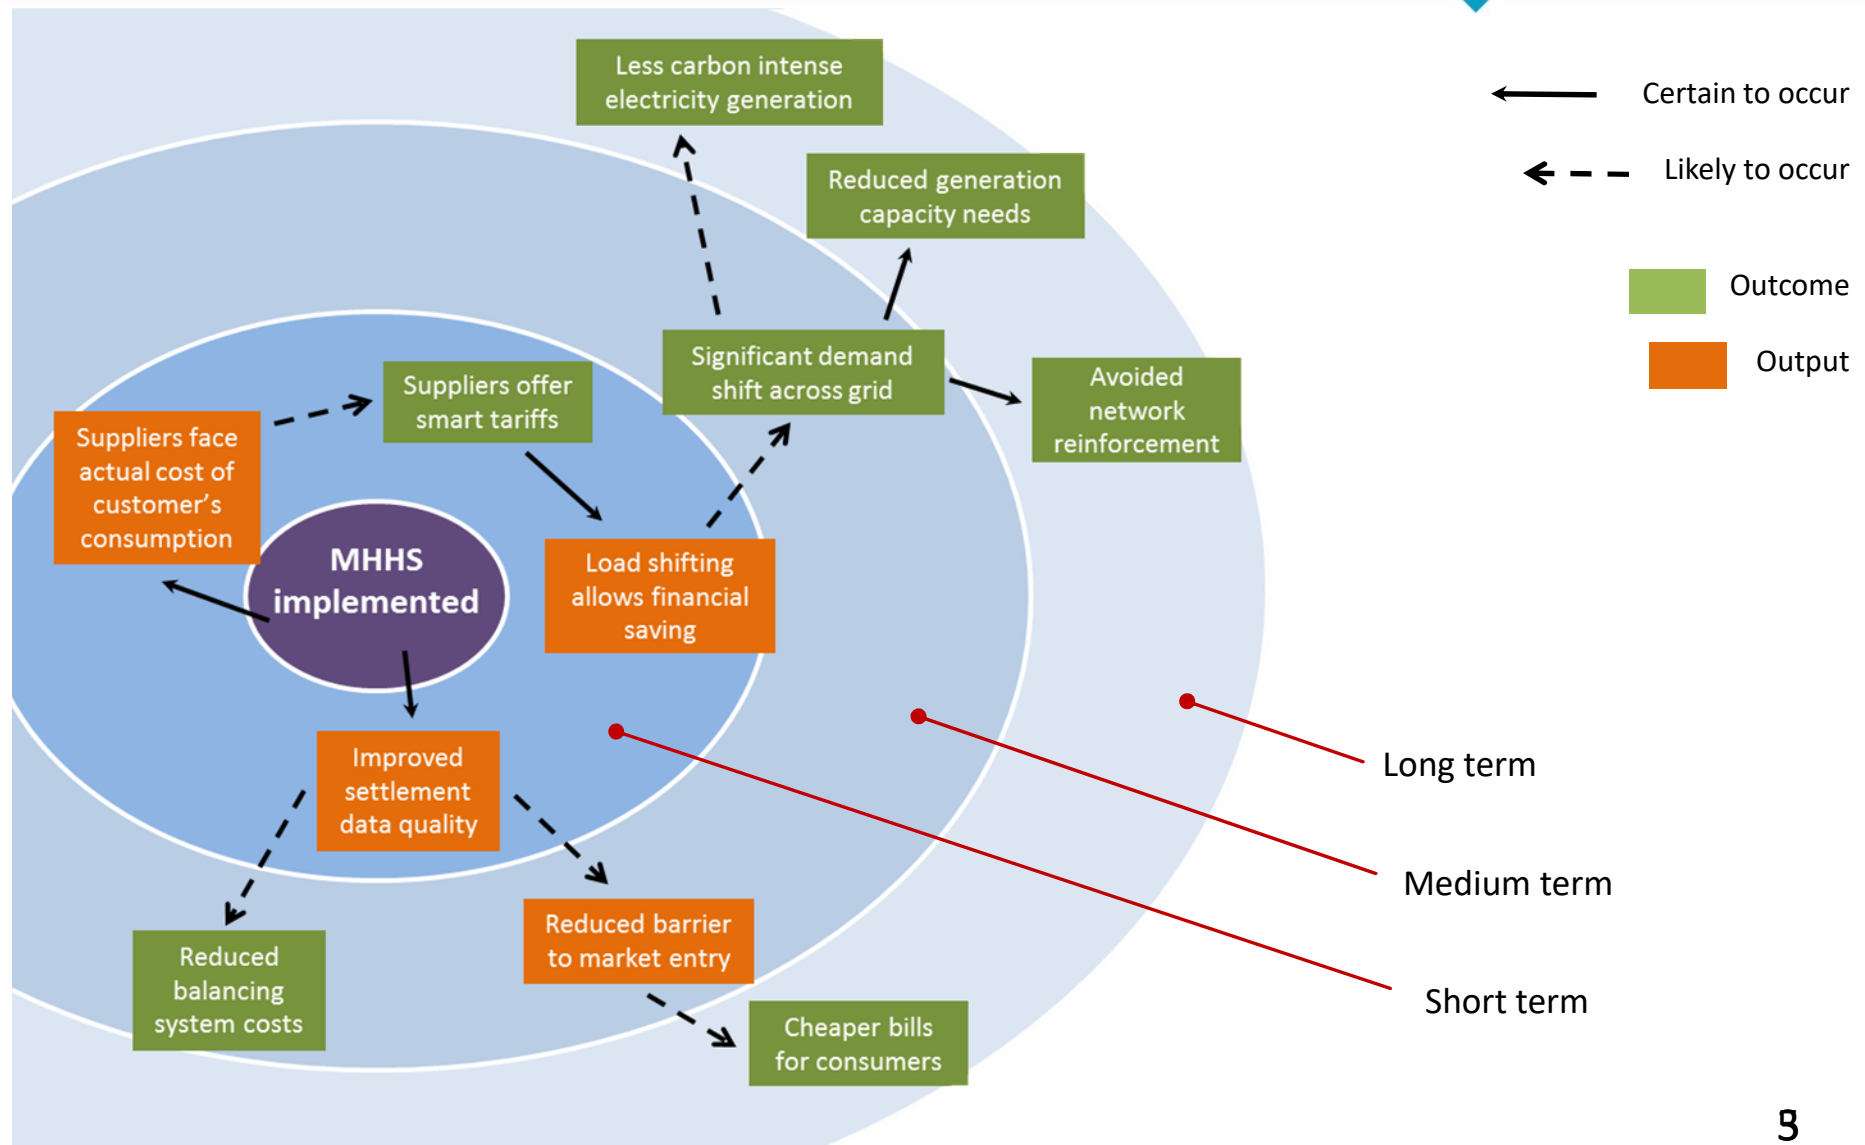 Less carbon intense
electricity generation
Reduced generation
capacity needs
Significant demand
shift across grid
Avoided
network
reinforcement
Suppliers offer
smart tariffs
Suppliers face
actual cost of
customer’s
consumption
MHHS
implemented
Load shifting
allows financial
saving
Improved
settlement
data quality
Reduced
balancing
system costs
Reduced barrier
to market entry
Cheaper bills
for consumers
Certain to occur
Likely to occur
Outcome
Output
Long term
Medium term
Short term